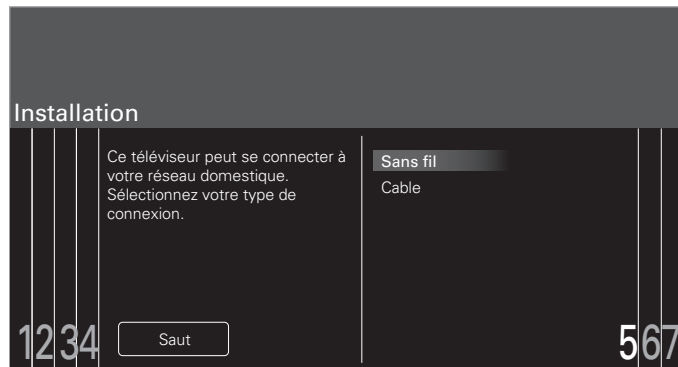 Installation
Ce téléviseur peut se connecter à
votre réseau domestique.
Sélectionnez votre type de
connexion.
Sans fil
Cable
Saut
1234
567